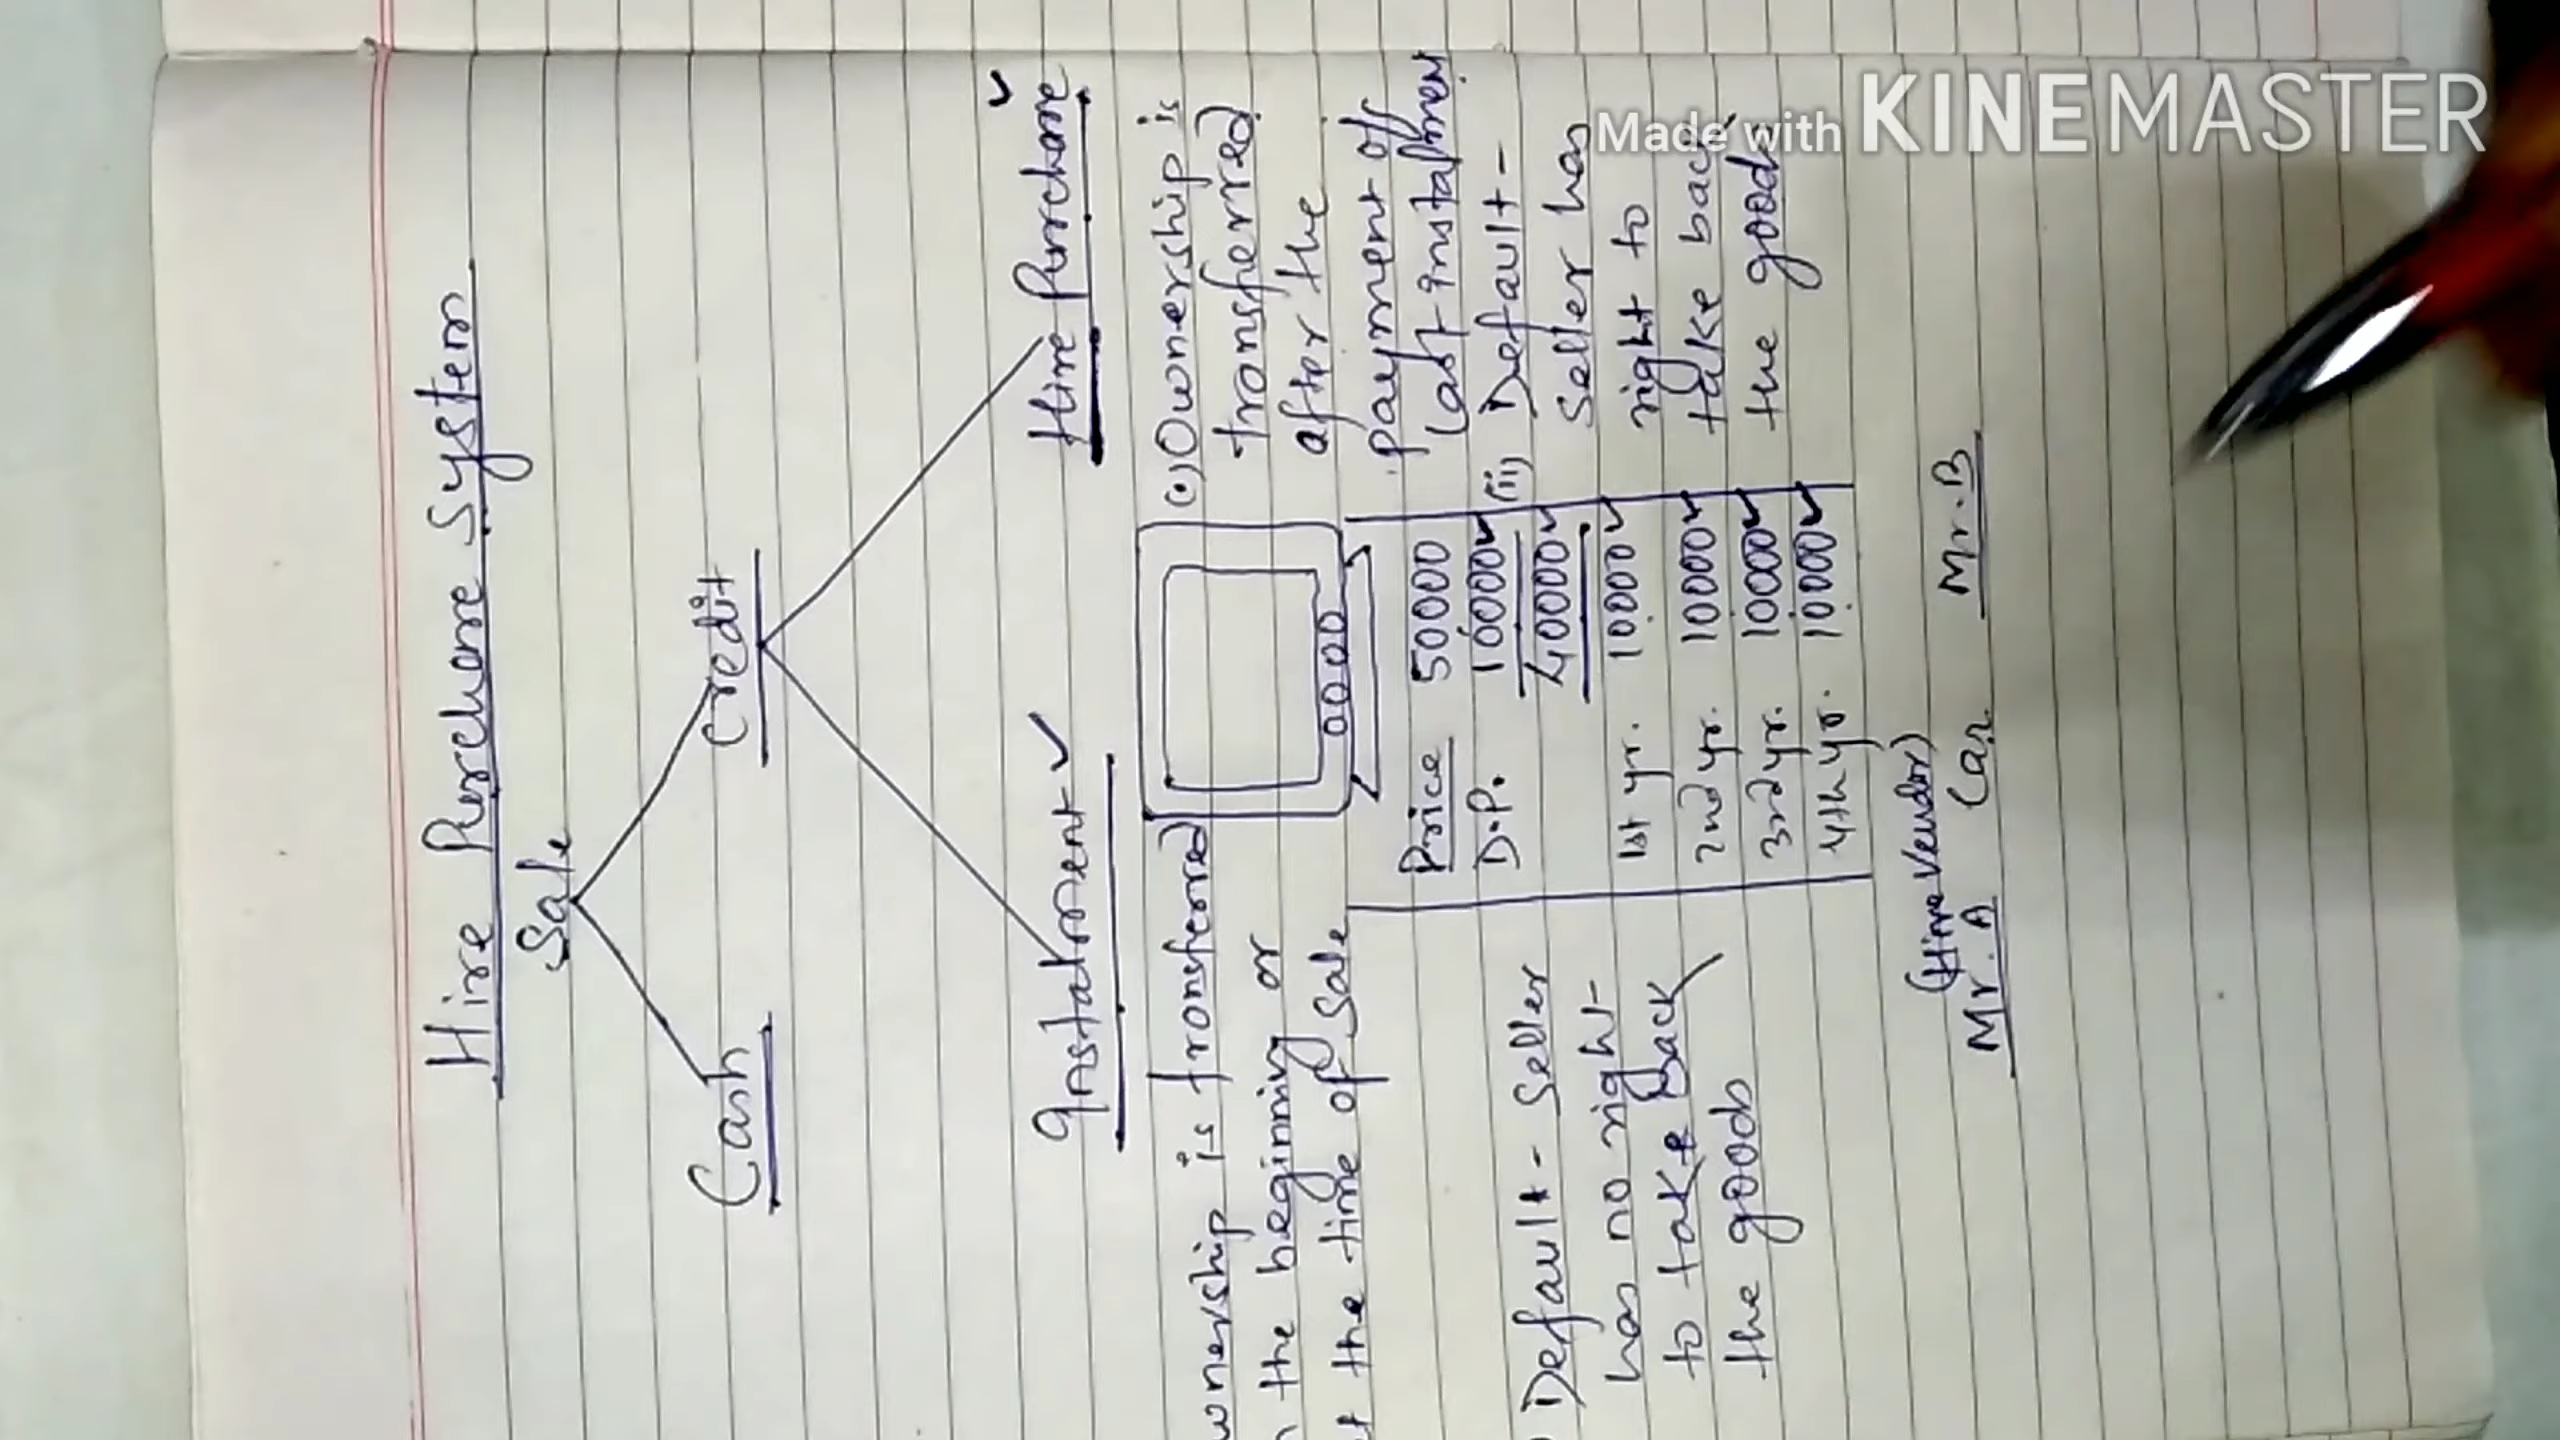 Made with KINEMASTER
Hire Purchase System
Sale
Cash Credit
Instalment ✓ Hire Purchase ✓
wnership is transferred
the beginning or
the time of Sale
Default - Seller
has no right
to take back
the goods
0000
Price 50000
D.P. 10000 ✓
40000 ✓
1st yr. 10000 ✓
2nd yr. 10000 ✓
3rd yr. 10000 ✓
4th yr. 10000 ✓
(i) Ownership is
transferred
after the
payment of
last instalment
(ii) Default -
Seller has
right to
take back
the goods
(Hire Vendor)
Mr. A Car Mr. B